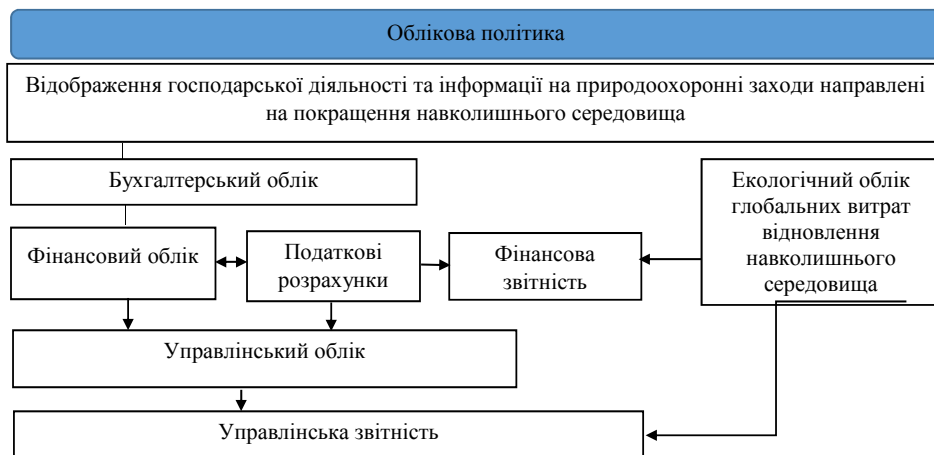 Облікова політика
Відображення господарської діяльності та інформації на природоохоронні заходи направлені
на покращення навколишнього середовища
Бухгалтерський облік
Екологічний облік
глобальних витрат
відновлення
навколишнього
середовища
Фінансовий облік
Податкові
розрахунки
Фінансова
звітність
Управлінський облік
Управлінська звітність